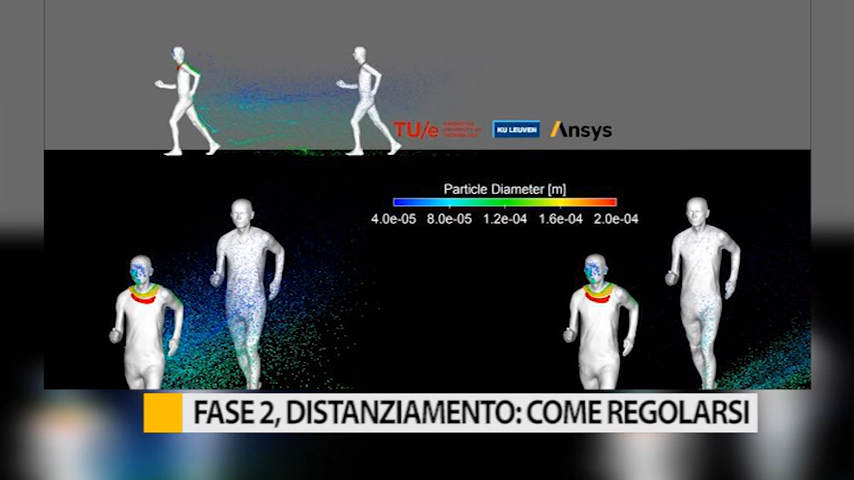 TU/e
KU LEUVEN
Ansys
Particle Diameter [m]
4.0e-05 8.0e-05 1.2e-04 1.6e-04 2.0e-04
FASE 2, DISTANZIAMENTO: COME REGOLARSI